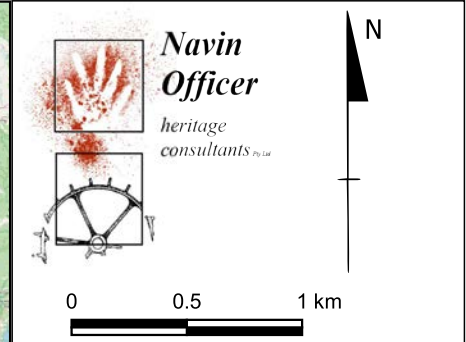 Navin
Officer
heritage
consultants Pty Ltd
N
0 0.5 1 km